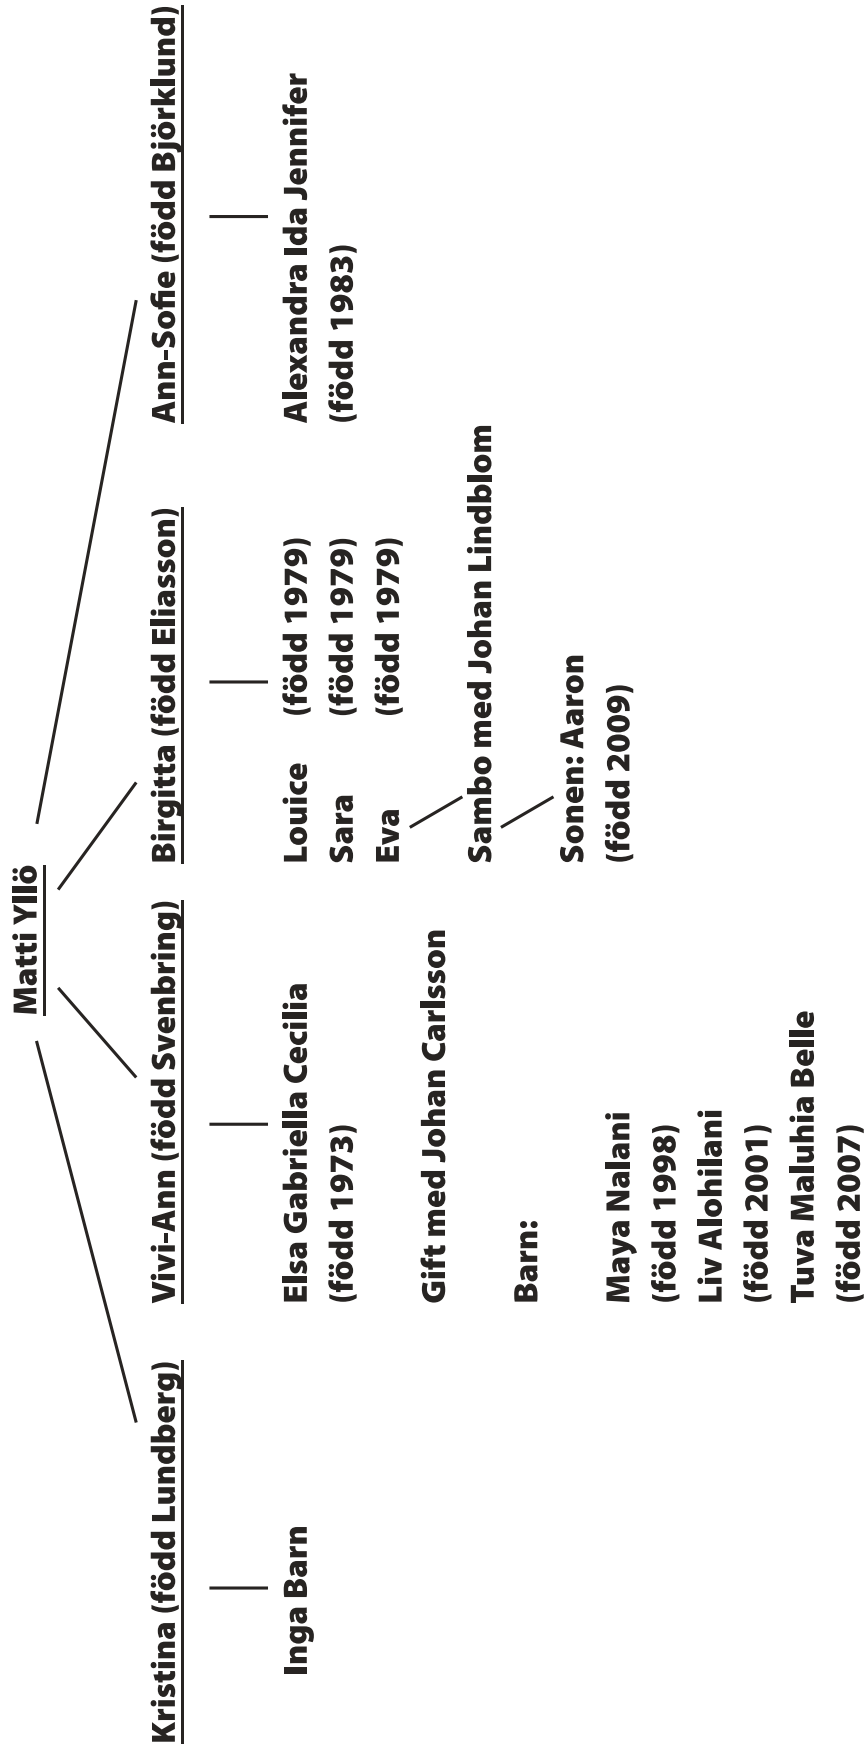 Matti Yllö
Kristina (född Lundberg)
Inga Barn
Vivi-Ann (född Svenbring)
Elsa Gabriella Cecilia
(född 1973)
Gift med Johan Carlsson
Barn:
Maya Nalani
(född 1998)
Liv Alohilani
(född 2001)
Tuva Maluhia Belle
(född 2007)
Birgitta (född Eliasson)
Louice (född 1979)
Sara (född 1979)
Eva (född 1979)
Sambo med Johan Lindblom
Sonen: Aaron
(född 2009)
Ann-Sofie (född Björklund)
Alexandra Ida Jennifer
(född 1983)